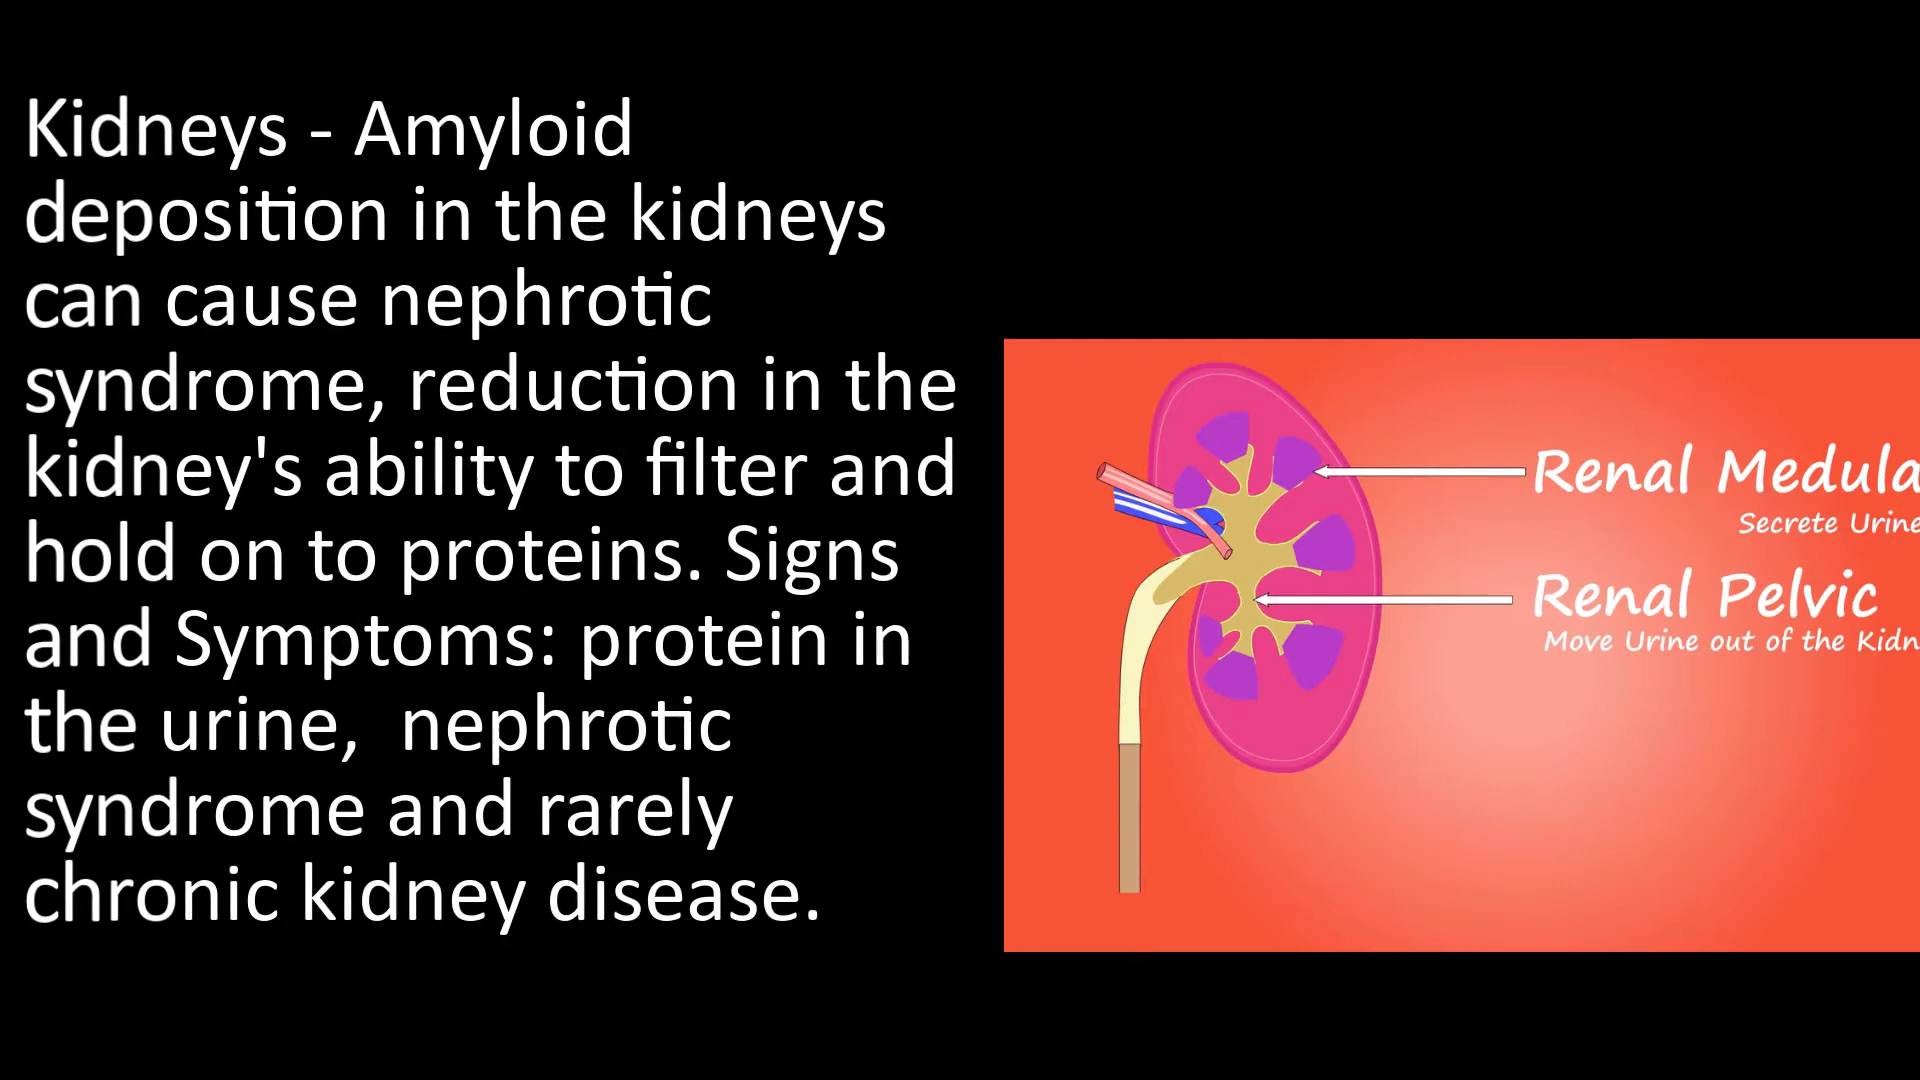 Kidneys - Amyloid
deposition in the kidneys
can cause nephrotic
syndrome, reduction in the
kidney's ability to filter and
hold on to proteins. Signs
and Symptoms: protein in
the urine,  nephrotic
syndrome and rarely
chronic kidney disease.
Renal Medula
Secrete Urine
Renal Pelvic
Move Urine out of the Kidn